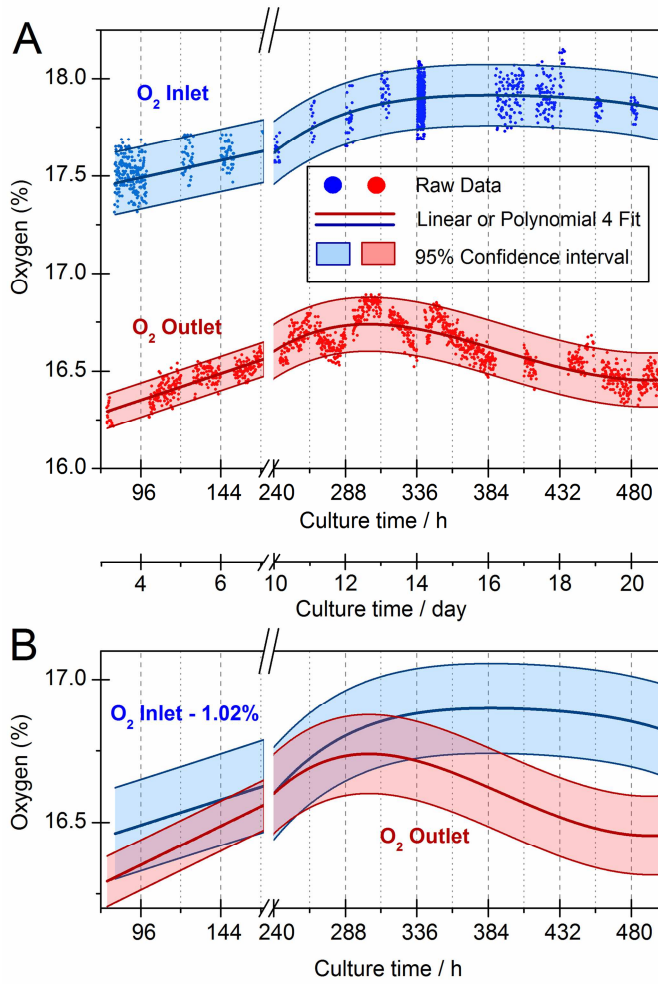 A
18.0
17.5
17.0
16.5
16.0
Oxygen (%)
O2 Inlet
Raw Data
Linear or Polynomial 4 Fit
95% Confidence interval
O2 Outlet
96 144 240 288 336 384 432 480
Culture time / h
4 6 10 12 14 16 18 20
Culture time / day
B
17.0
16.5
Oxygen (%)
O2 Inlet - 1.02%
O2 Outlet
96 144 240 288 336 384 432 480
Culture time / h